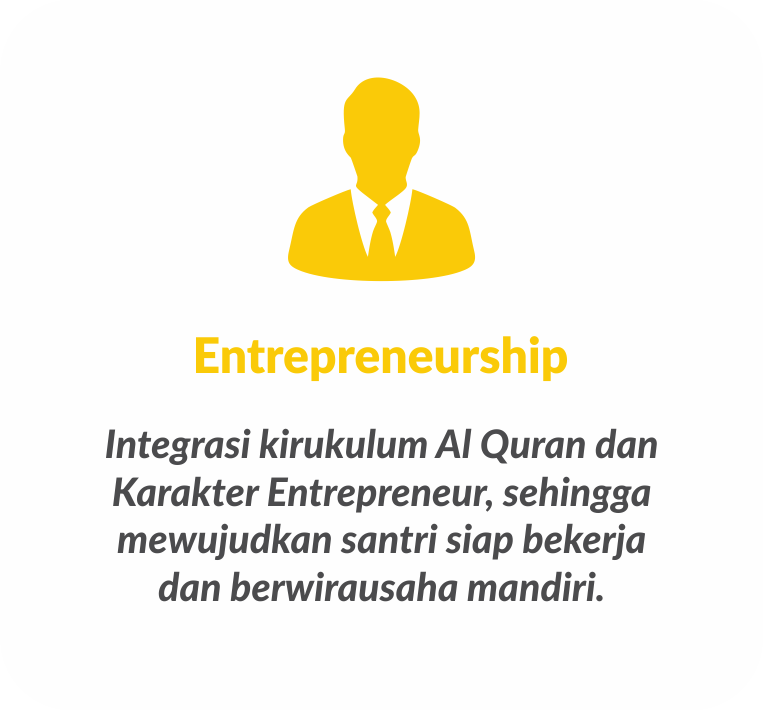 Entrepreneurship
Integrasi kirukulum Al Quran dan
Karakter Entrepreneur, sehingga
mewujudkan santri siap bekerja
dan berwirausaha mandiri.